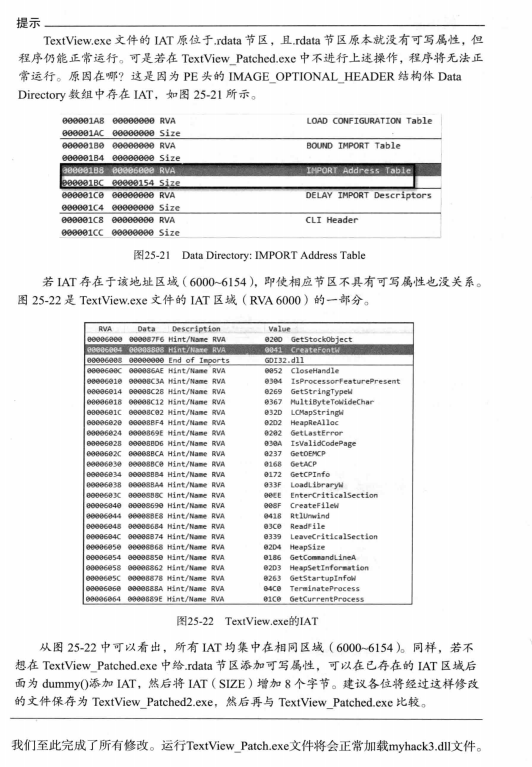 提示
TextView.exe 文件的 IAT 原位于.rdata 节区，且.rdata 节区原本就没有可写属性，但
程序仍能正常运行。可是若在 TextView_Patched.exe 中不进行上述操作，程序将无法正
常运行。原因在哪？这是因为 PE 头的 IMAGE_OPTIONAL_HEADER 结构体 Data
Directory 数组中存在 IAT，如图 25-21 所示。
000001A8 00000000 RVA LOAD CONFIGURATION Table
000001AC 00000000 Size
000001B0 00000000 RVA BOUND IMPORT Table
000001B4 00000000 Size
000001B8 00006000 RVA IMPORT Address Table
000001BC 00000154 Size
000001C0 00000000 RVA DELAY IMPORT Descriptors
000001C4 00000000 Size
000001C8 00000000 RVA CLI Header
000001CC 00000000 Size
图25-21 Data Directory: IMPORT Address Table
若 IAT 存在于该地址区域（6000~6154），即使相应节区不具有可写属性也没关系。
图 25-22 是 TextView.exe 文件的 IAT 区域（RVA 6000）的一部分。
RVA Data Description Value
00006000 000087F6 Hint/Name RVA 020D GetStockObject
00006004 00008808 Hint/Name RVA 0041 CreateFontW
00006008 00000000 End of Imports GDI32.dll
0000600C 000086AE Hint/Name RVA 0052 CloseHandle
00006010 00008C3A Hint/Name RVA 0304 IsProcessorFeaturePresent
00006014 00008C28 Hint/Name RVA 0269 GetStringTypeW
00006018 00008C12 Hint/Name RVA 0367 MultiByteToWideChar
0000601C 00008C02 Hint/Name RVA 032D LCMapStringW
00006020 00008BF4 Hint/Name RVA 02D2 HeapReAlloc
00006024 0000869E Hint/Name RVA 0202 GetLastError
00006028 00008BD6 Hint/Name RVA 030A IsValidCodePage
0000602C 00008BCA Hint/Name RVA 0237 GetOEMCP
00006030 00008BC0 Hint/Name RVA 0168 GetACP
00006034 00008BB4 Hint/Name RVA 0172 GetCPInfo
00006038 00008BA4 Hint/Name RVA 033F LoadLibraryW
0000603C 00008B8C Hint/Name RVA 00EE EnterCriticalSection
00006040 00008690 Hint/Name RVA 008F CreateFileW
00006044 00008BE8 Hint/Name RVA 0418 RtlUnwind
00006048 00008684 Hint/Name RVA 03C0 ReadFile
0000604C 00008B74 Hint/Name RVA 0339 LeaveCriticalSection
00006050 00008B68 Hint/Name RVA 02D4 HeapSize
00006054 00008850 Hint/Name RVA 0186 GetCommandLineA
00006058 00008862 Hint/Name RVA 02D3 HeapSetInformation
0000605C 00008878 Hint/Name RVA 0263 GetStartupInfoW
00006060 0000888A Hint/Name RVA 04C0 TerminateProcess
00006064 0000889E Hint/Name RVA 01C0 GetCurrentProcess
图25-22 TextView.exe的IAT
从图 25-22 中可以看出，所有 IAT 均集中在相同区域（6000~6154）。同样，若不
想在 TextView_Patched.exe 中给.rdata 节区添加可写属性，可以在已存在的 IAT 区域后
面为 dummy()添加 IAT，然后将 IAT（SIZE）增加 8 个字节。建议各位将经过这样修改
的文件保存为 TextView_Patched2.exe，然后再与 TextView_Patched.exe 比较。
我们至此完成了所有修改。运行TextView_Patch.exe文件将会正常加载myhack3.dll文件。